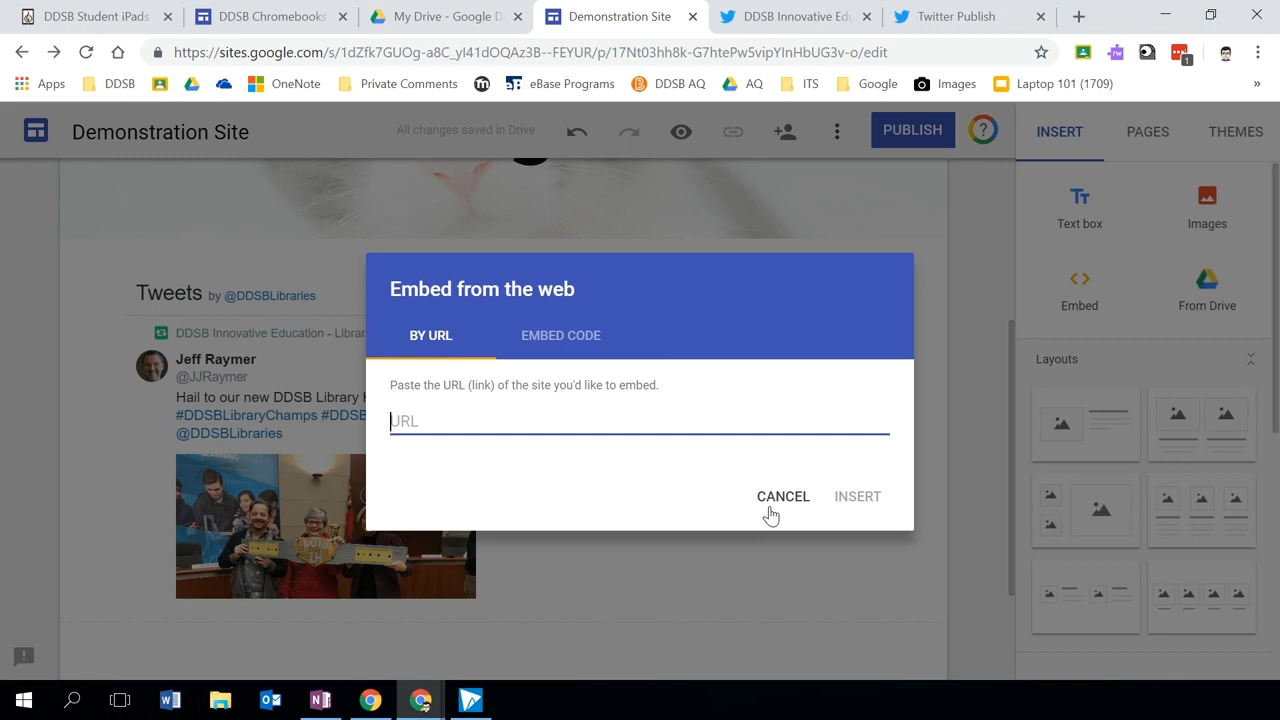 DDSB Student iPads
DDSB Chromebooks
My Drive - Google D
Demonstration Site
DDSB Innovative Edu
Twitter Publish
https://sites.google.com/s/1dZfk7GUOg-a8C_yl41dOQAz3B--FEYUR/p/17Nt03hh8k-G7htePw5vipYInHbUG3v-o/edit
1
Apps
DDSB
OneNote
Private Comments
eBase Programs
DDSB AQ
AQ
ITS
Google
Images
Laptop 101 (1709)
»
Demonstration Site
All changes saved in Drive
PUBLISH
INSERT
PAGES
THEMES
Text box
Images
Embed
From Drive
Layouts
Tweets by @DDSBLibraries
DDSB Innovative Education - Librar
Jeff Raymer
@JJRaymer
Hail to our new DDSB Library
#DDSBLibraryChamps #DDSB
@DDSBLibraries
Embed from the web
BY URL
EMBED CODE
Paste the URL (link) of the site you'd like to embed.
URL
CANCEL
INSERT